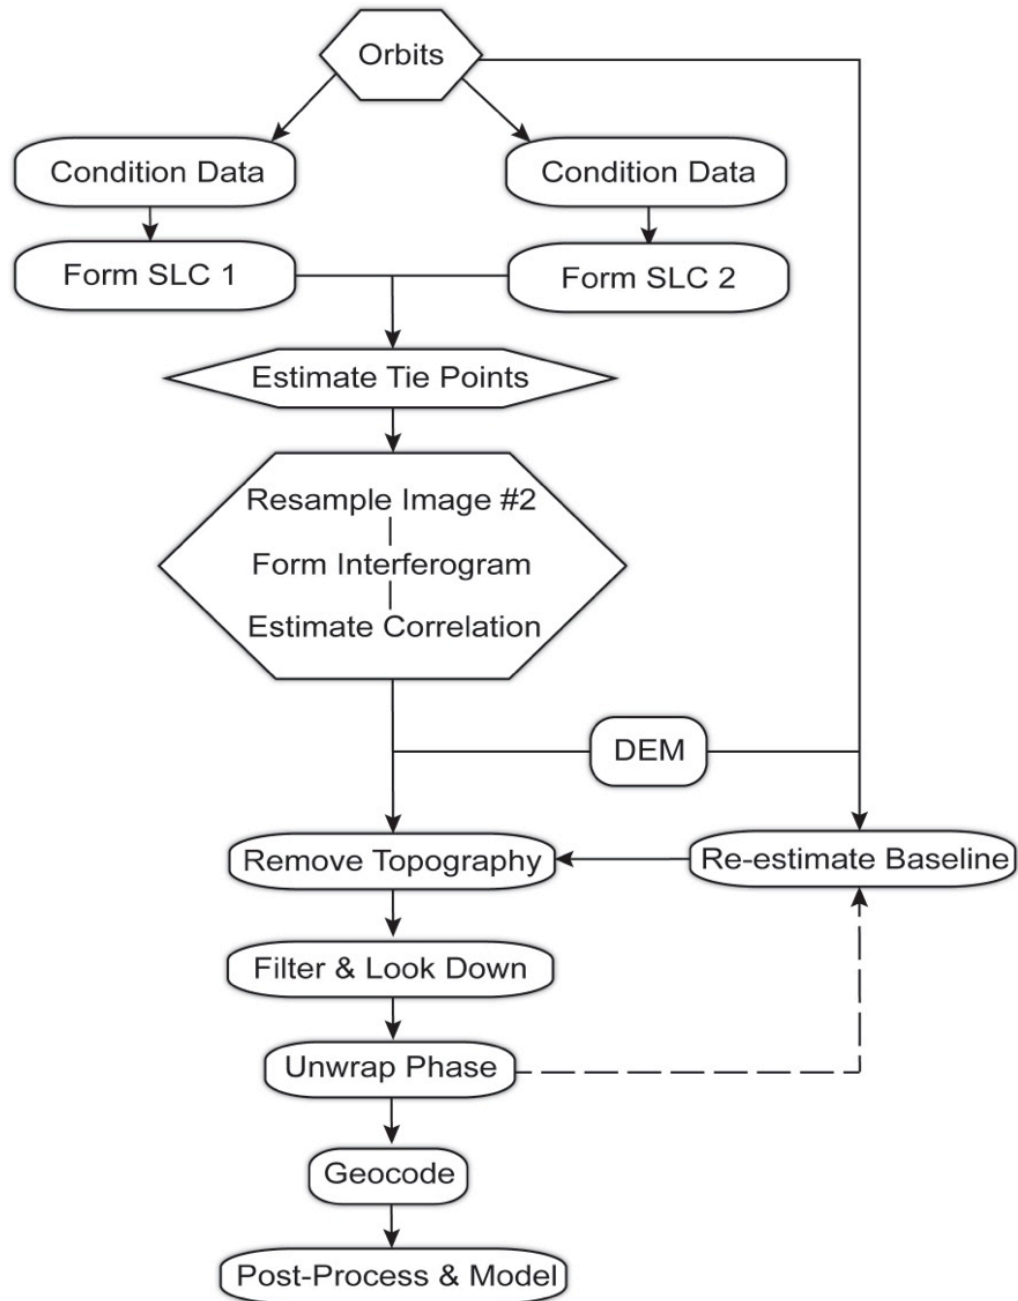 Orbits
Condition Data
Condition Data
Form SLC 1
Form SLC 2
Estimate Tie Points
Resample Image #2
Form Interferogram
Estimate Correlation
DEM
Remove Topography
Re-estimate Baseline
Filter & Look Down
Unwrap Phase
Geocode
Post-Process & Model